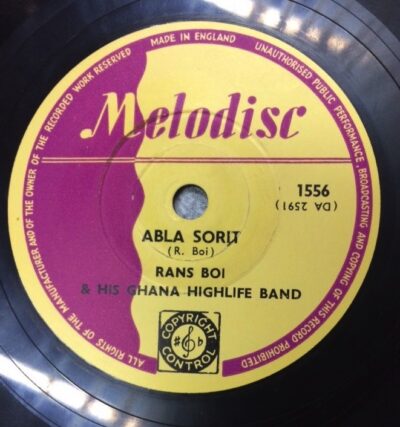 ALL RIGHTS OF THE MANUFACTURER AND OF THE OWNER OF THE RECORDED WORK RESERVED
MADE IN ENGLAND
UNAUTHORISED PUBLIC PERFORMANCE, BROADCASTING AND COPYING OF THIS RECORD PROHIBITED
Melodisc
1556
(DA 2591)
ABLA SORIT
(R. Boi)
RANS BOI
& HIS GHANA HIGHLIFE BAND
COPYRIGHT
CONTROL